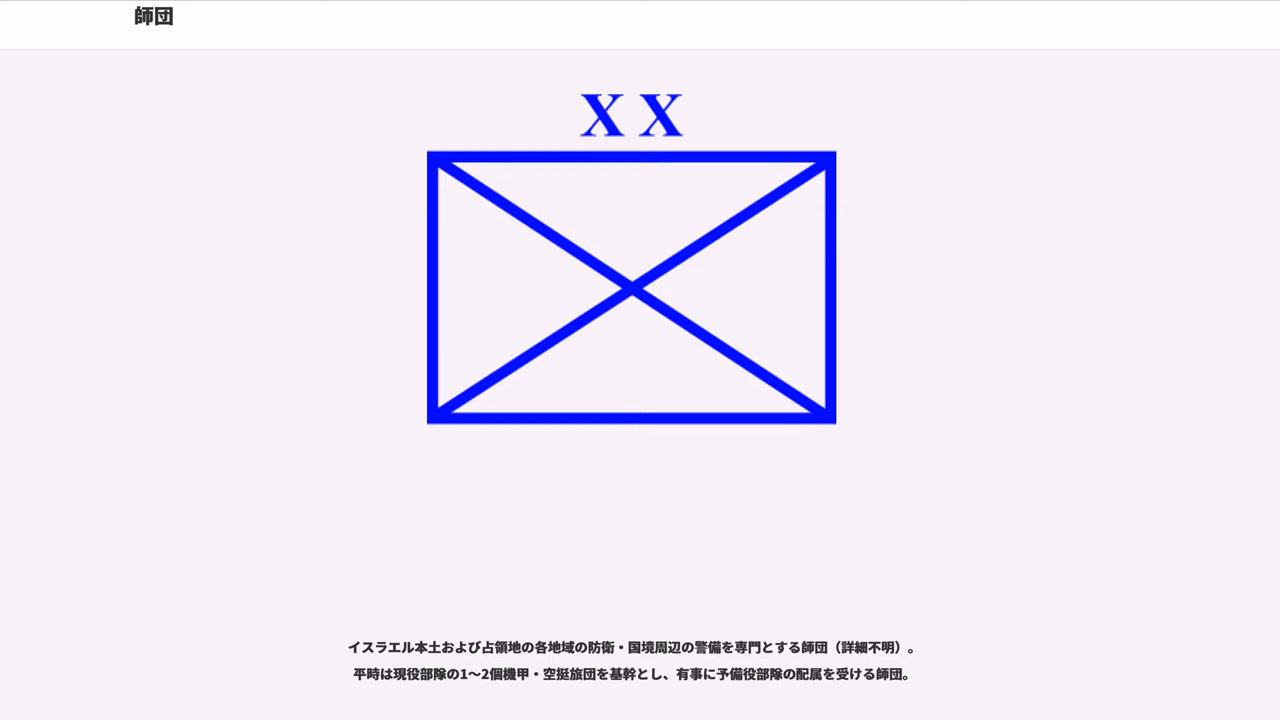 師団
X X
イスラエル本土および占領地の各地域の防衛・国境周辺の警備を専門とする師団（詳細不明）。
平時は現役部隊の1〜2個機甲・空挺旅団を基幹とし、有事に予備役部隊の配属を受ける師団。